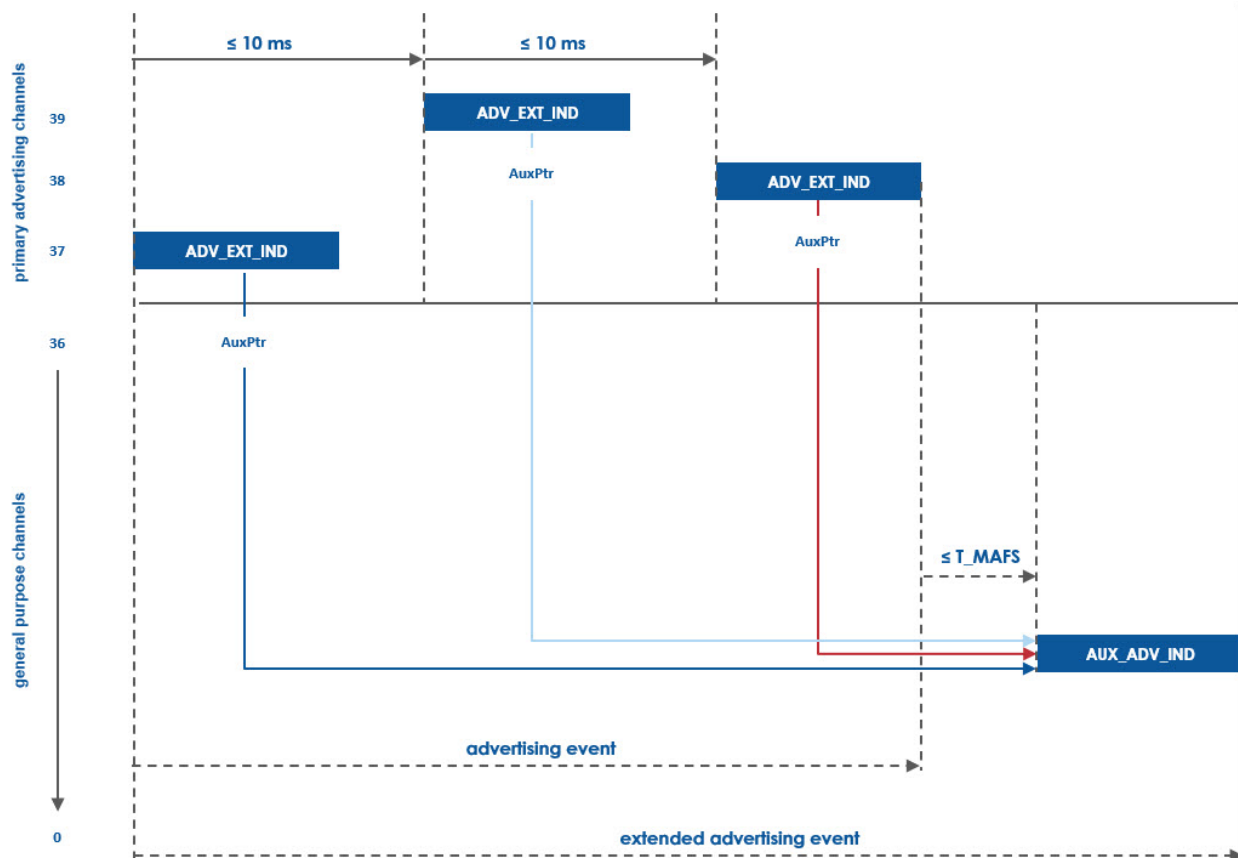 ≤ 10 ms
≤ 10 ms
primary advertising channels
39
ADV_EXT_IND
AuxPtr
38
ADV_EXT_IND
AuxPtr
37
ADV_EXT_IND
36
AuxPtr
general purpose channels
≤ T_MAFS
AUX_ADV_IND
advertising event
0
extended advertising event